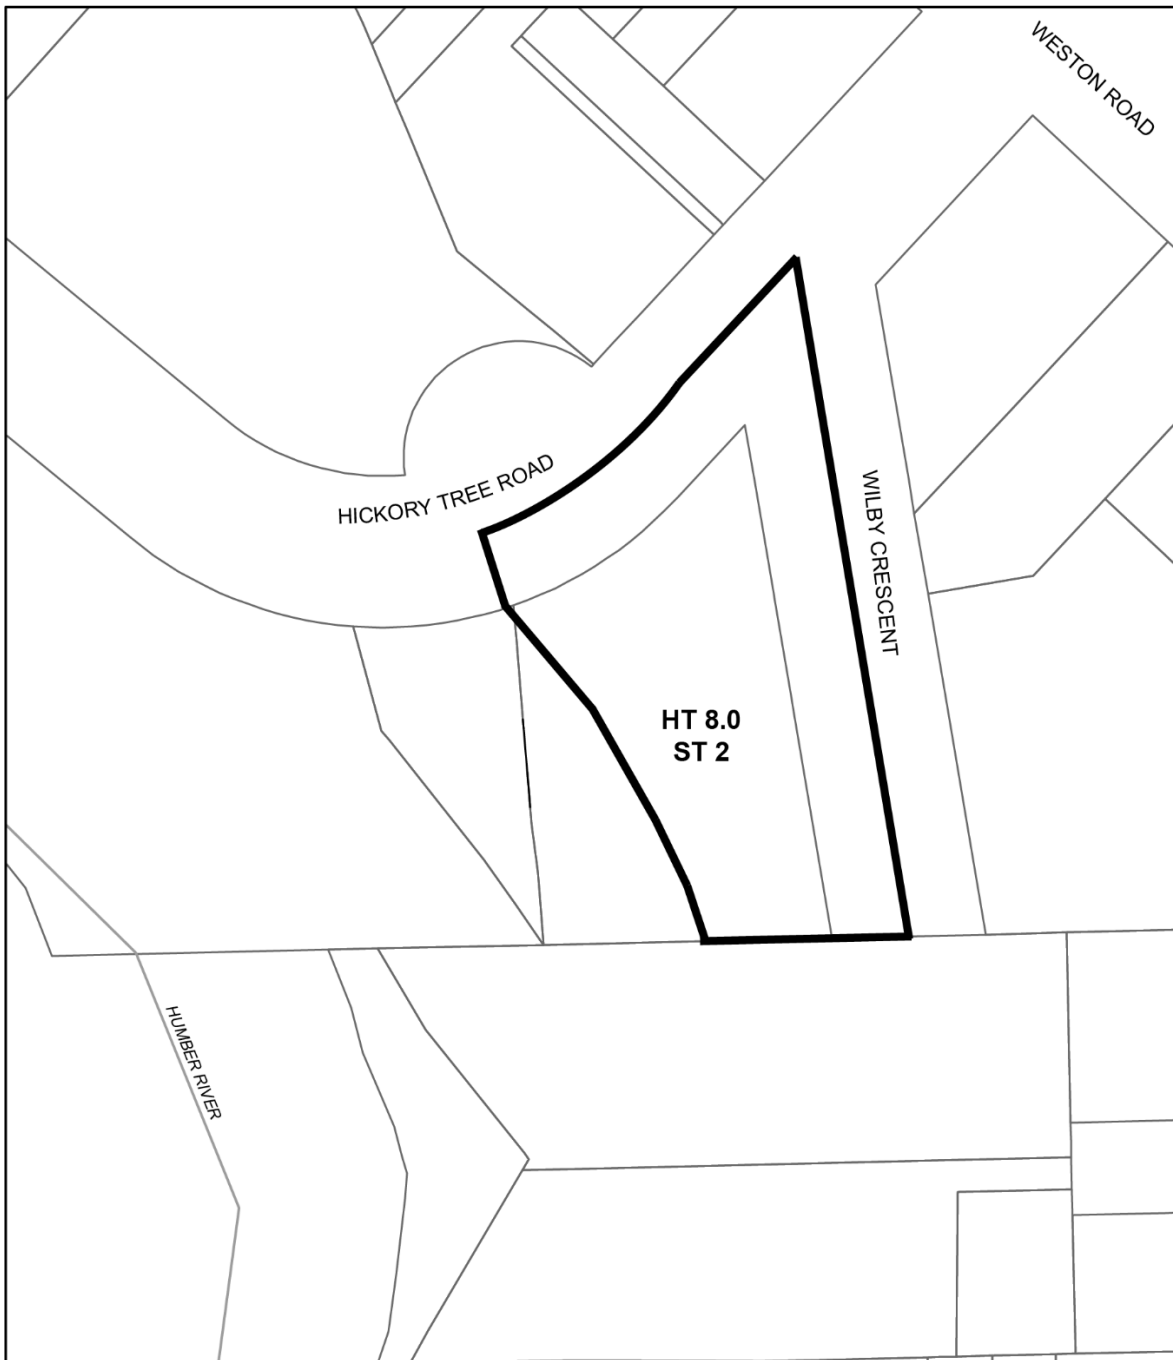 WESTON ROAD
HICKORY TREE ROAD
WILBY CRESCENT
HT 8.0
ST 2
HUMBER RIVER